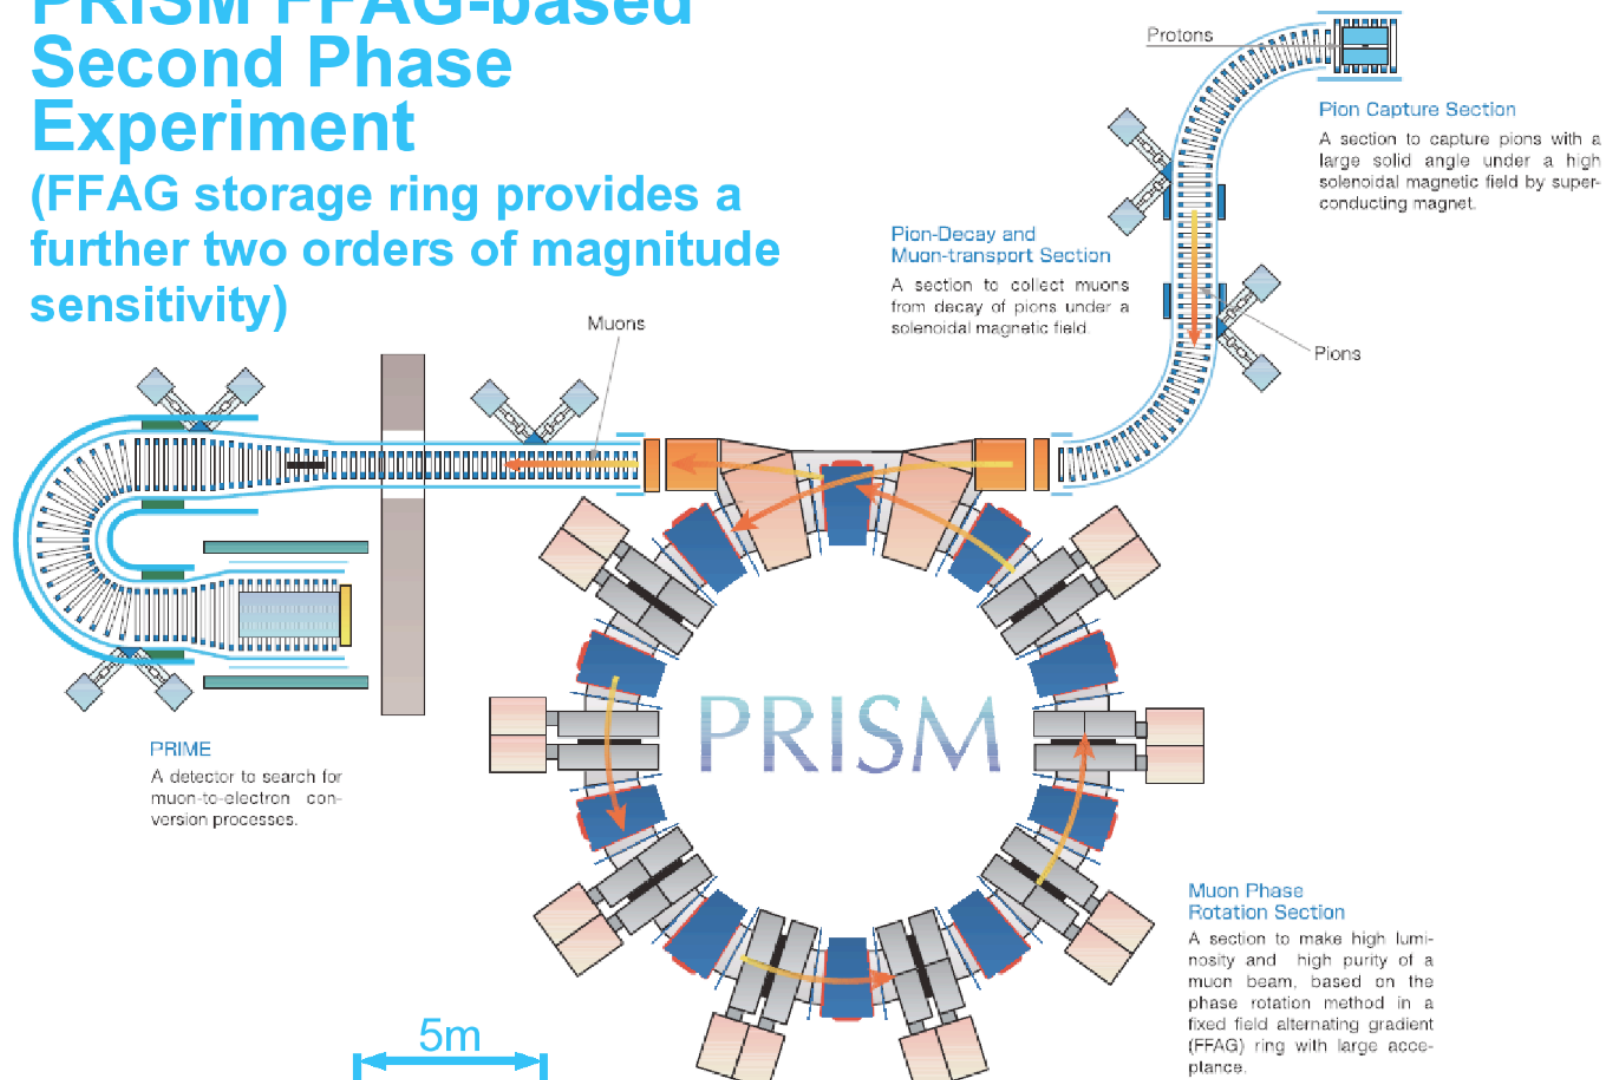 PRISM FFAG-based
Second Phase
Experiment
(FFAG storage ring provides a
further two orders of magnitude
sensitivity)
Protons
Pion Capture Section
A section to capture pions with a
large solid angle under a high
solenoidal magnetic field by super-
conducting magnet.
Pion-Decay and
Muon-transport Section
A section to collect muons
from decay of pions under a
solenoidal magnetic field.
Muons
Pions
PRISM
PRIME
A detector to search for
muon-to-electron con-
version processes.
Muon Phase
Rotation Section
A section to make high lumi-
nosity and high purity of a
muon beam, based on the
phase rotation method in a
fixed field alternating gradient
(FFAG) ring with large acce-
ptance.
5m